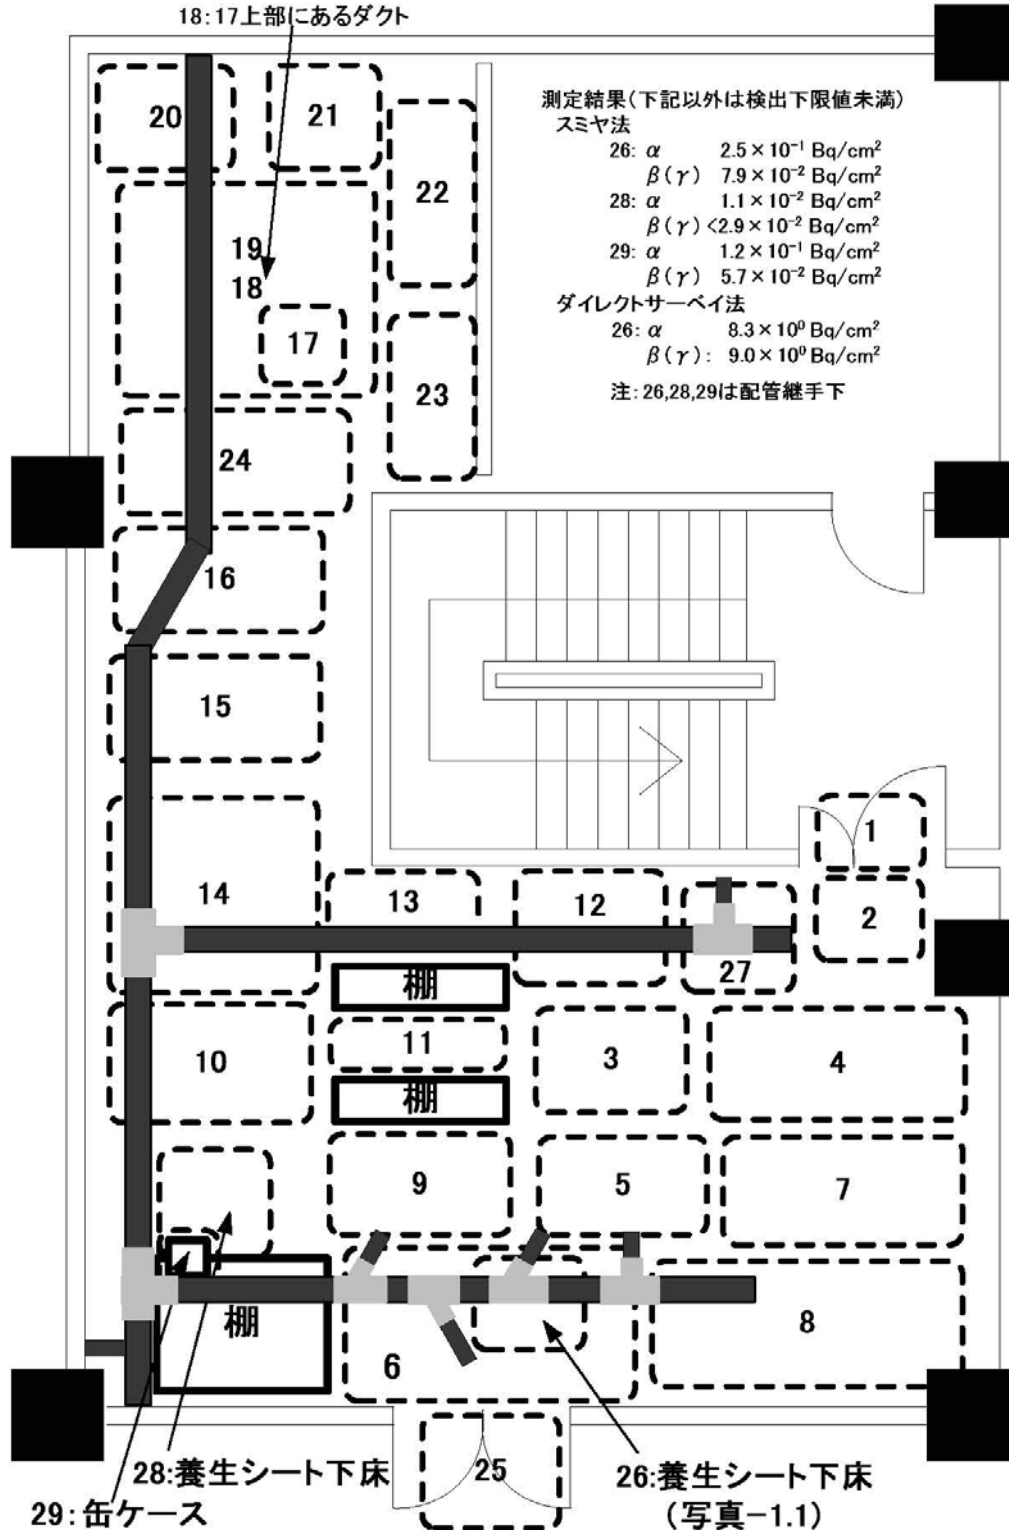 18:17上部にあるダクト
20
21
22
19
18
17
23
24
16
15
14
13
12
27
1
2
棚
11
棚
10
3
4
9
5
7
棚
6
8
25
測定結果(下記以外は検出下限値未満)
スミヤ法
26: α 2.5×10⁻¹ Bq/cm²
β(γ) 7.9×10⁻² Bq/cm²
28: α 1.1×10⁻² Bq/cm²
β(γ) <2.9×10⁻² Bq/cm²
29: α 1.2×10⁻¹ Bq/cm²
β(γ) 5.7×10⁻² Bq/cm²
ダイレクトサーベイ法
26: α 8.3×10⁰ Bq/cm²
β(γ): 9.0×10⁰ Bq/cm²
注: 26,28,29は配管継手下
28:養生シート下床
29:缶ケース
26:養生シート下床
(写真-1.1)